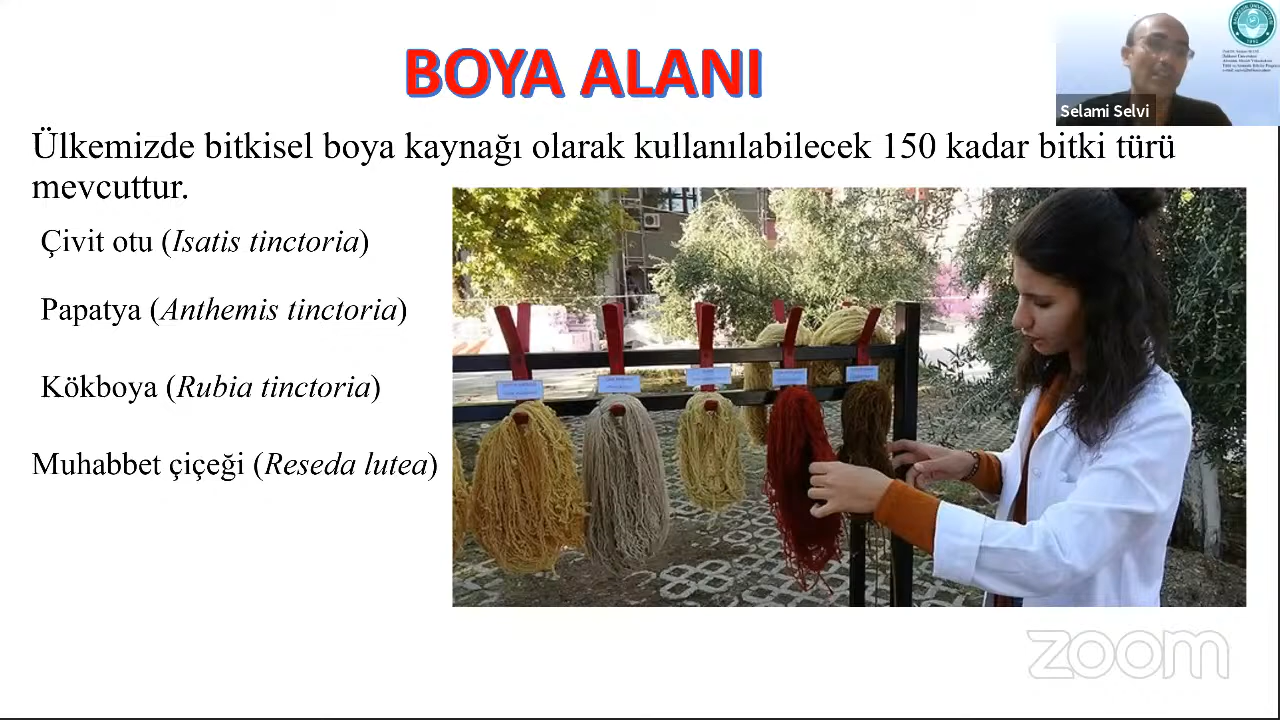 BOYA ALANI
Selami Selvi
Ülkemizde bitkisel boya kaynağı olarak kullanılabilecek 150 kadar bitki türü
mevcuttur.
Çivit otu (Isatis tinctoria)
Papatya (Anthemis tinctoria)
Kökboya (Rubia tinctoria)
Muhabbet çiçeği (Reseda lutea)
zoom